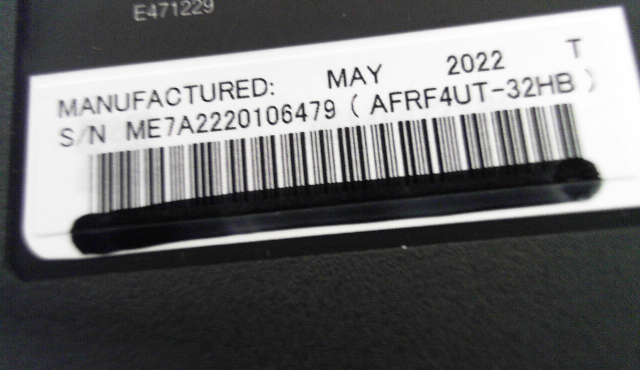 E471229
MANUFACTURED: MAY 2022 T
S/N ME7A2220106479 ( AFRF4UT-32HB )